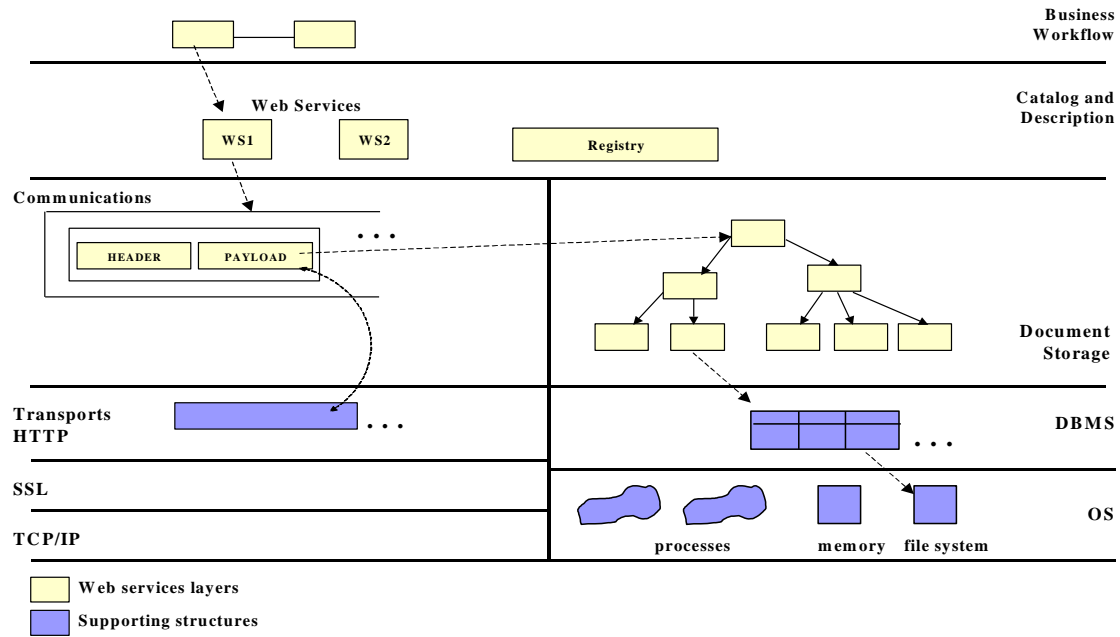 Business
Workflow
Web Services
Catalog and
Description
WS1
WS2
Registry
Communications
...
HEADER
PAYLOAD
Document
Storage
Transports
HTTP
...
DBMS
...
SSL
OS
TCP/IP
processes
memory
file system
Web services layers
Supporting structures